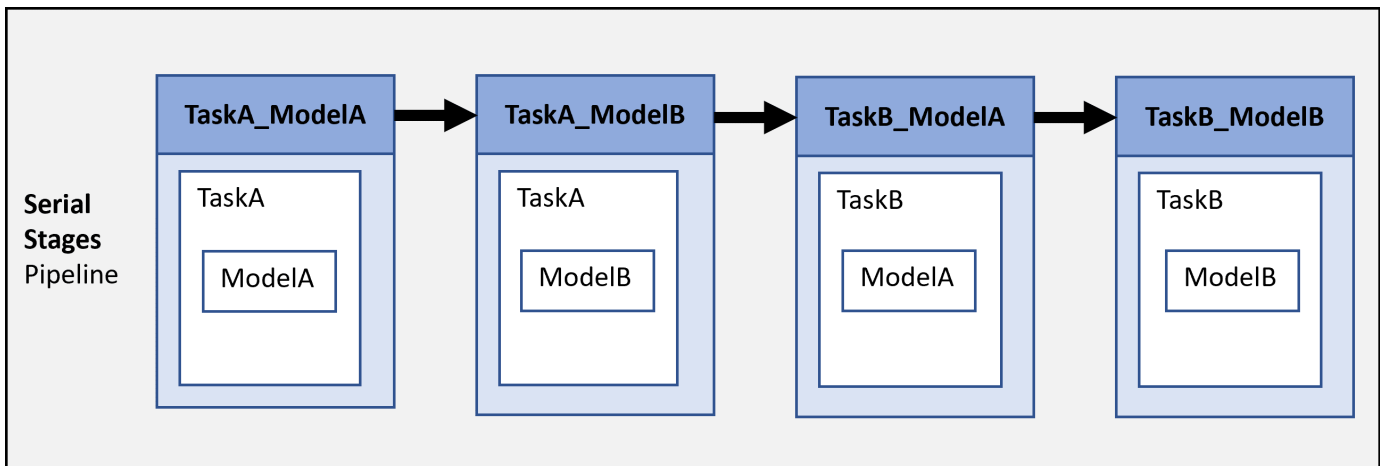 Serial
Stages
Pipeline
TaskA_ModelA
TaskA
ModelA
TaskA_ModelB
TaskA
ModelB
TaskB_ModelA
TaskB
ModelA
TaskB_ModelB
TaskB
ModelB